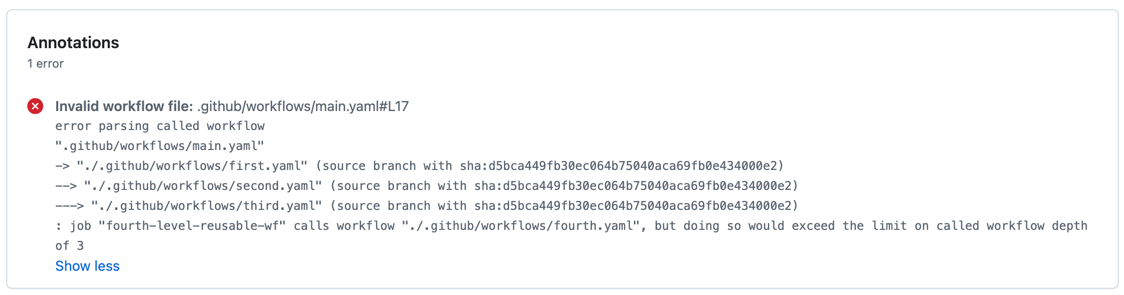 Annotations
1 error
Invalid workflow file: .github/workflows/main.yaml#L17
error parsing called workflow
".github/workflows/main.yaml"
-> "./.github/workflows/first.yaml" (source branch with sha:d5bca449fb30ec064b75040aca69fb0e434000e2)
--> "./.github/workflows/second.yaml" (source branch with sha:d5bca449fb30ec064b75040aca69fb0e434000e2)
---> "./.github/workflows/third.yaml" (source branch with sha:d5bca449fb30ec064b75040aca69fb0e434000e2)
: job "fourth-level-reusable-wf" calls workflow "./.github/workflows/fourth.yaml", but doing so would exceed the limit on called workflow depth
of 3
Show less